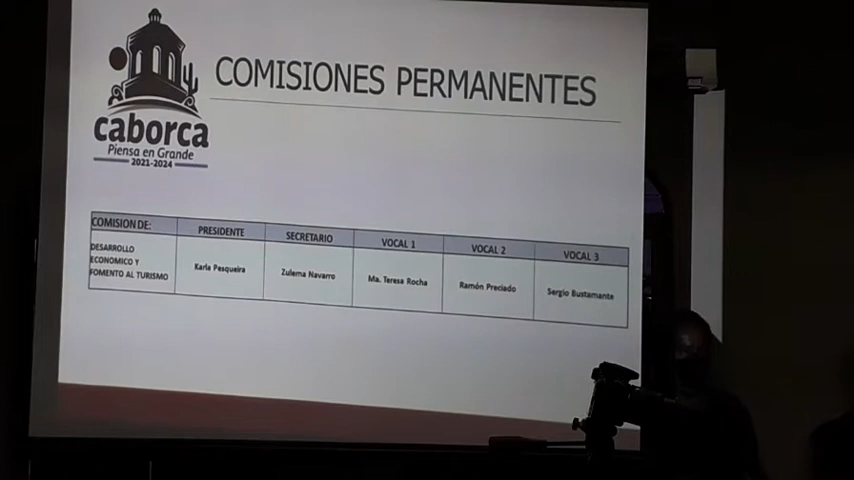 COMISIONES PERMANENTES
caborca
Piensa en Grande
2021-2024
COMISION DE:
PRESIDENTE
SECRETARIO
VOCAL 1
VOCAL 2
VOCAL 3
DESARROLLO
ECONOMICO Y
FOMENTO AL TURISMO
Karla Pesqueira
Zulema Navarro
Ma. Teresa Rocha
Ramón Preciado
Sergio Bustamante